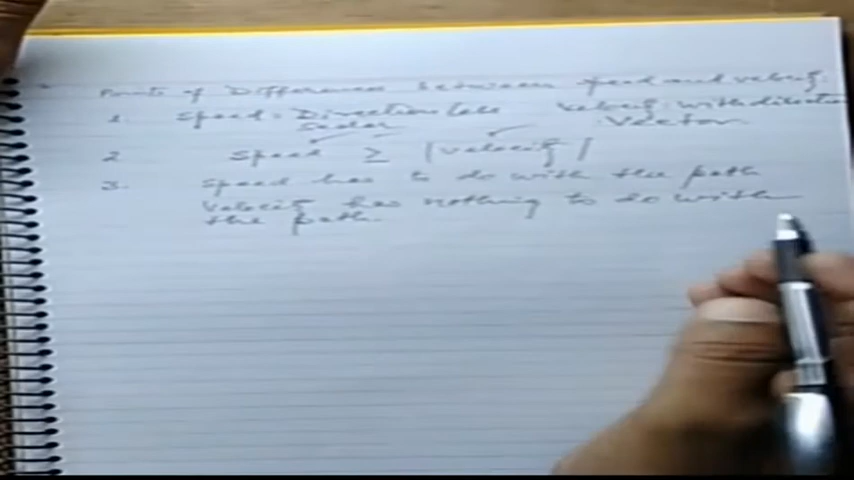 Points of Difference Between speed and velocity.
1. Speed = Directionless velocity = with direction
Scalar Vector
2 Speed ≥ |velocity|
3. Speed has to do with the path
Velocity has nothing to do with
the path.